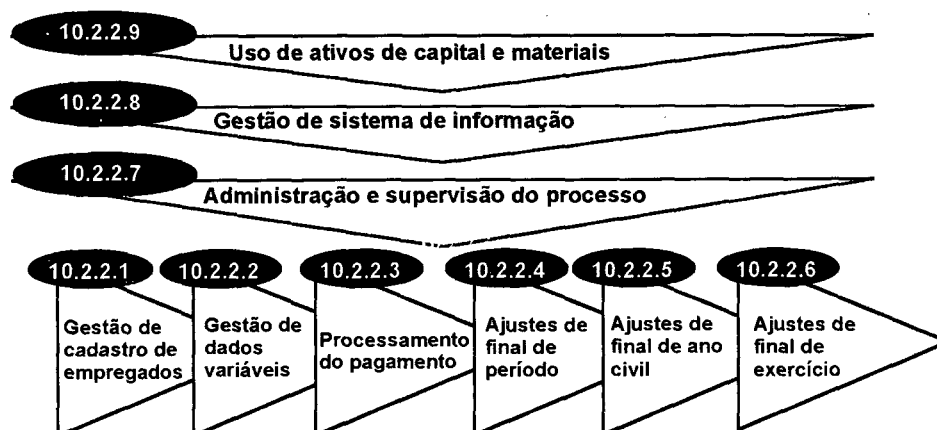 10.2.2.9
Uso de ativos de capital e materiais
10.2.2.8
Gestão de sistema de informação
10.2.2.7
Administração e supervisão do processo
10.2.2.1
Gestão de
cadastro de
empregados
10.2.2.2
Gestão de
dados
variáveis
10.2.2.3
Processamento
do pagamento
10.2.2.4
Ajustes de
final de
período
10.2.2.5
Ajustes de
final de ano
civil
10.2.2.6
Ajustes de
final de
exercício